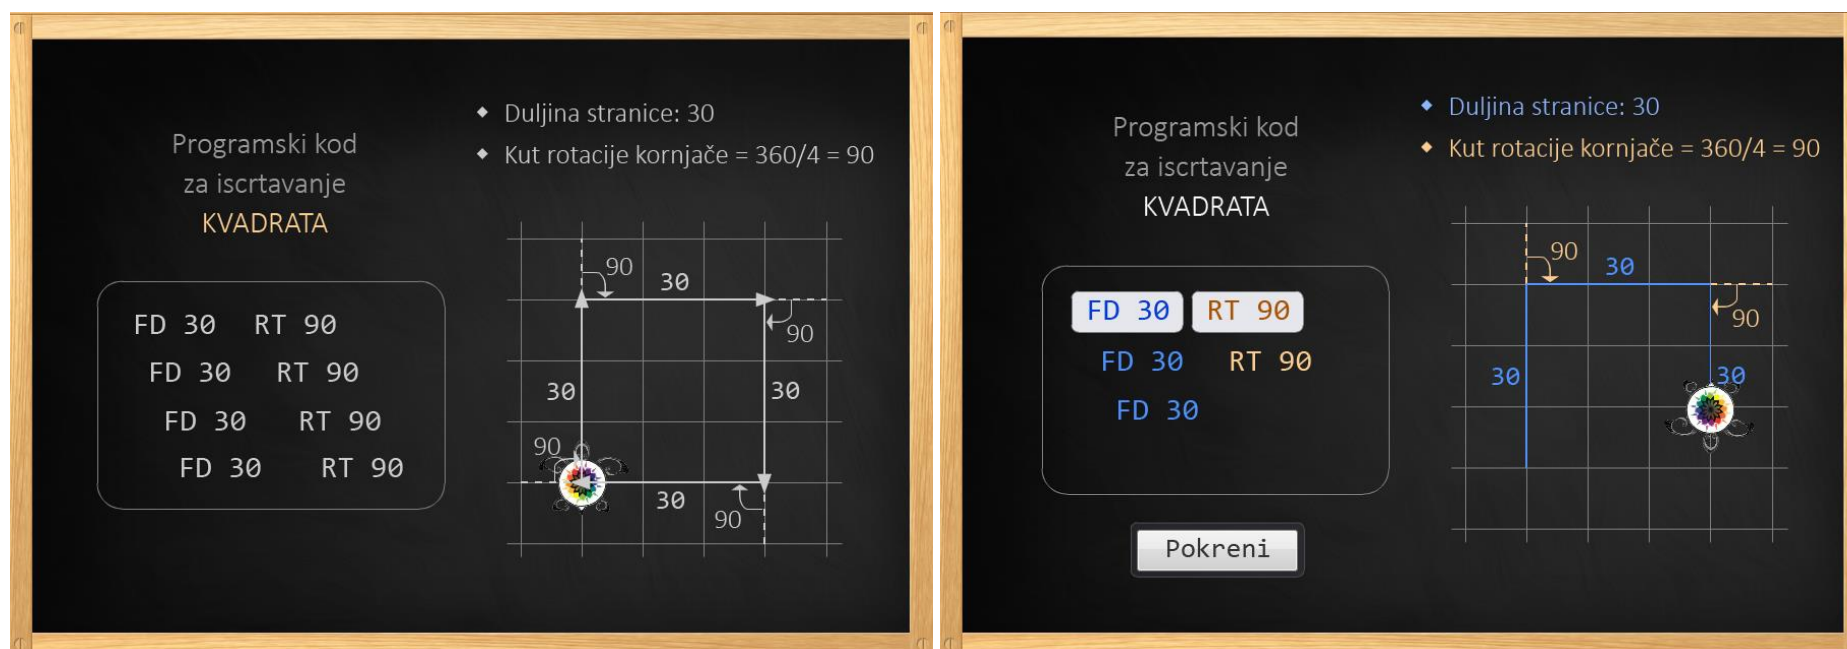 Programski kod
za iscrtavanje
KVADRATA
FD 30 RT 90
FD 30 RT 90
FD 30 RT 90
FD 30 RT 90
Duljina stranice: 30
Kut rotacije kornjače = 360/4 = 90
90
30
90
30
30
90
30
90
Programski kod
za iscrtavanje
KVADRATA
FD 30 RT 90
FD 30 RT 90
FD 30
Pokreni
Duljina stranice: 30
Kut rotacije kornjače = 360/4 = 90
90
30
90
30
30